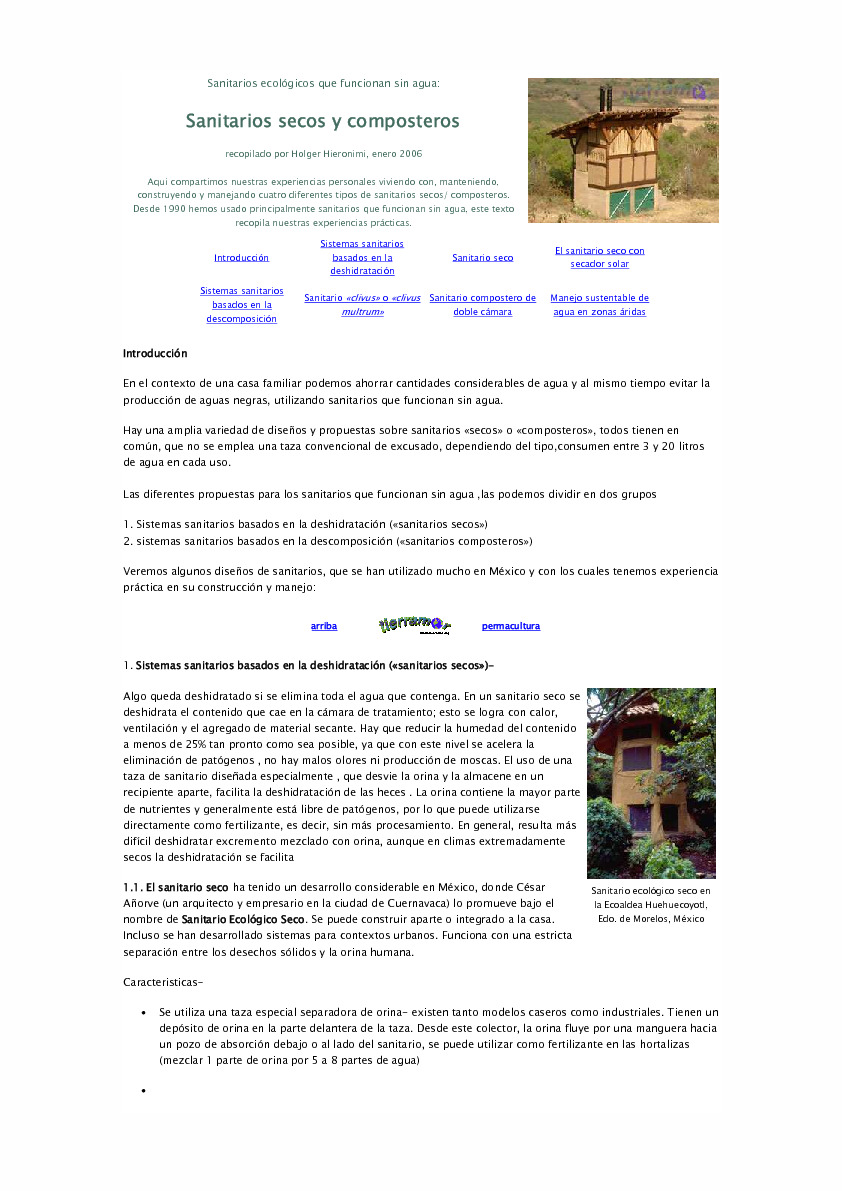 Sanitarios ecológicos que funcionan sin agua:
Sanitarios secos y composteros
recopilado por Holger Hieronimi, enero 2006
Aqui compartimos nuestras experiencias personales viviendo con, manteniendo,
construyendo y manejando cuatro diferentes tipos de sanitarios secos/ composteros.
Desde 1990 hemos usado principalmente sanitarios que funcionan sin agua, este texto
recopila nuestras experiencias prácticas.
Introducción
Sistemas sanitarios
basados en la
deshidratación
Sanitario seco
El sanitario seco con
secador solar
Sistemas sanitarios
basados en la
descomposición
Sanitario «clivus» o «clivus
multrum»
Sanitario compostero de
doble cámara
Manejo sustentable de
agua en zonas áridas
Introducción
En el contexto de una casa familiar podemos ahorrar cantidades considerables de agua y al mismo tiempo evitar la
producción de aguas negras, utilizando sanitarios que funcionan sin agua.
Hay una amplia variedad de diseños y propuestas sobre sanitarios «secos» o «composteros», todos tienen en
común, que no se emplea una taza convencional de excusado, dependiendo del tipo,consumen entre 3 y 20 litros
de agua en cada uso.
Las diferentes propuestas para los sanitarios que funcionan sin agua ,las podemos dividir en dos grupos
1. Sistemas sanitarios basados en la deshidratación («sanitarios secos»)
2. sistemas sanitarios basados en la descomposición («sanitarios composteros»)
Veremos algunos diseños de sanitarios, que se han utilizado mucho en México y con los cuales tenemos experiencia
práctica en su construcción y manejo:
arriba
tierramor
permacultura
1. Sistemas sanitarios basados en la deshidratación («sanitarios secos»)-
Algo queda deshidratado si se elimina toda el agua que contenga. En un sanitario seco se
deshidrata el contenido que cae en la cámara de tratamiento; esto se logra con calor,
ventilación y el agregado de material secante. Hay que reducir la humedad del contenido
a menos de 25% tan pronto como sea posible, ya que con este nivel se acelera la
eliminación de patógenos , no hay malos olores ni producción de moscas. El uso de una
taza de sanitario diseñada especialmente , que desvie la orina y la almacene en un
recipiente aparte, facilita la deshidratación de las heces . La orina contiene la mayor parte
de nutrientes y generalmente está libre de patógenos, por lo que puede utilizarse
directamente como fertilizante, es decir, sin más procesamiento. En general, resulta más
difícil deshidratar excremento mezclado con orina, aunque en climas extremadamente
secos la deshidratación se facilita
1.1. El sanitario seco ha tenido un desarrollo considerable en México, donde César
Añorve (un arquitecto y empresario en la ciudad de Cuernavaca) lo promueve bajo el
nombre de Sanitario Ecológico Seco. Se puede construir aparte o integrado a la casa.
Incluso se han desarrollado sistemas para contextos urbanos. Funciona con una estricta
separación entre los desechos sólidos y la orina humana.
Sanitario ecológico seco en
la Ecoaldea Huehuecoyotl,
Edo. de Morelos, México
Caracteristicas-
• Se utiliza una taza especial separadora de orina- existen tanto modelos caseros como industriales. Tienen un
depósito de orina en la parte delantera de la taza. Desde este colector, la orina fluye por una manguera hacia
un pozo de absorción debajo o al lado del sanitario, se puede utilizar como fertilizante en las hortalizas
(mezclar 1 parte de orina por 5 a 8 partes de agua)
•